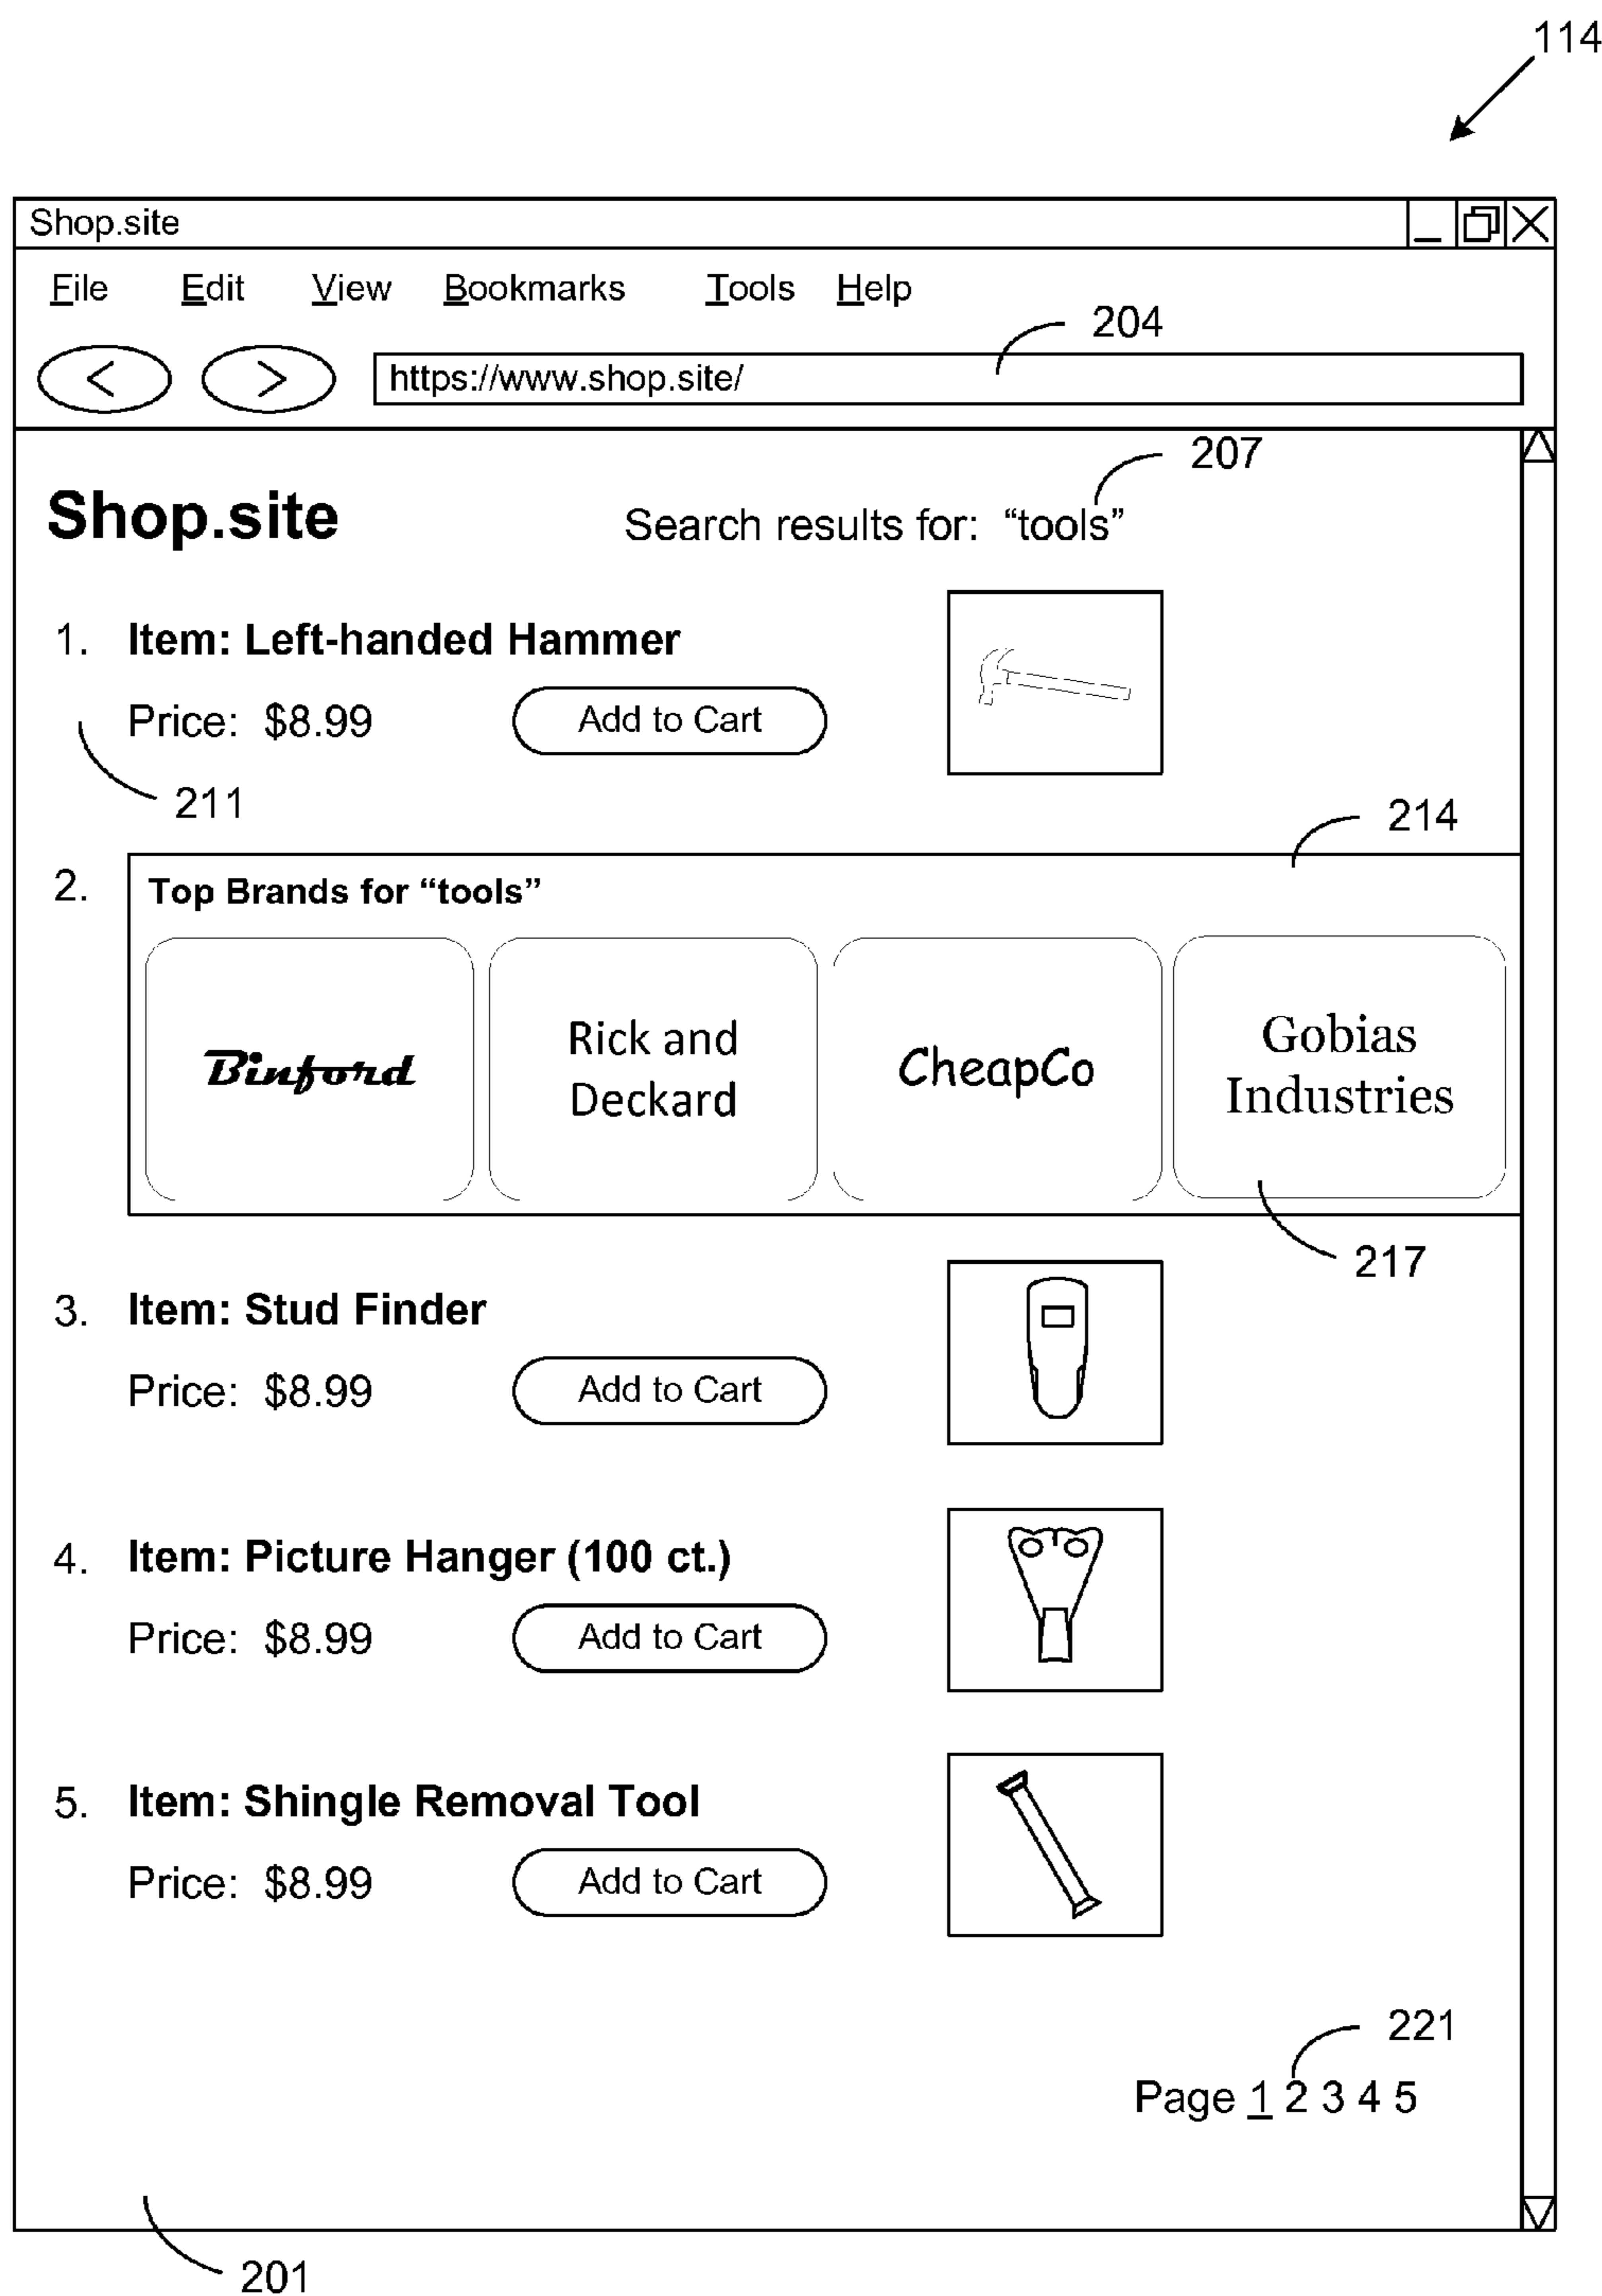 114
Shop.site
File Edit View Bookmarks Tools Help
204
https://www.shop.site/
207
Shop.site
Search results for: “tools”
1. Item: Left-handed Hammer
Price: $8.99 Add to Cart
211
214
2. Top Brands for “tools”
Binford
Rick and
Deckard
CheapCo
Gobias
Industries
217
3. Item: Stud Finder
Price: $8.99 Add to Cart
4. Item: Picture Hanger (100 ct.)
Price: $8.99 Add to Cart
5. Item: Shingle Removal Tool
Price: $8.99 Add to Cart
221
Page 1 2 3 4 5
201